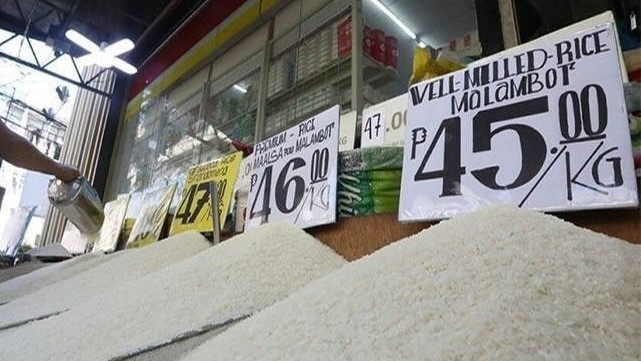 WELL-MILLED-RICE
MALAMBOT
₱45.00
/KG
PREMIUM-RICE
MAALSA
MALAMBOT
₱46.00
/KG
47.00
47